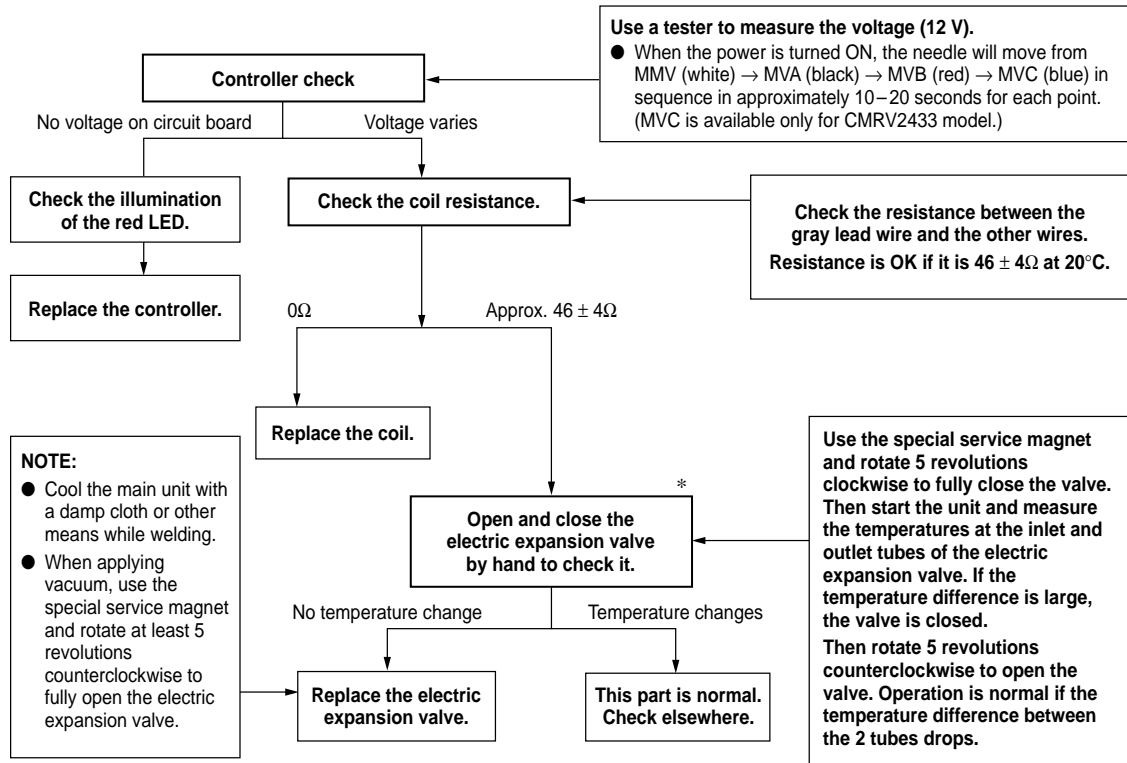 Use a tester to measure the voltage (12 V).
● When the power is turned ON, the needle will move from
MMV (white) → MVA (black) → MVB (red) → MVC (blue) in
sequence in approximately 10–20 seconds for each point.
(MVC is available only for CMRV2433 model.)
Controller check
No voltage on circuit board
Voltage varies
Check the illumination
of the red LED.
Check the coil resistance.
Check the resistance between the
gray lead wire and the other wires.
Resistance is OK if it is 46 ± 4Ω at 20°C.
Replace the controller.
0Ω
Approx. 46 ± 4Ω
Replace the coil.
NOTE:
● Cool the main unit with
a damp cloth or other
means while welding.
● When applying
vacuum, use the
special service magnet
and rotate at least 5
revolutions
counterclockwise to
fully open the electric
expansion valve.
*
Open and close the
electric expansion valve
by hand to check it.
Use the special service magnet
and rotate 5 revolutions
clockwise to fully close the valve.
Then start the unit and measure
the temperatures at the inlet and
outlet tubes of the electric
expansion valve. If the
temperature difference is large,
the valve is closed.
Then rotate 5 revolutions
counterclockwise to open the
valve. Operation is normal if the
temperature difference between
the 2 tubes drops.
No temperature change
Temperature changes
Replace the electric
expansion valve.
This part is normal.
Check elsewhere.